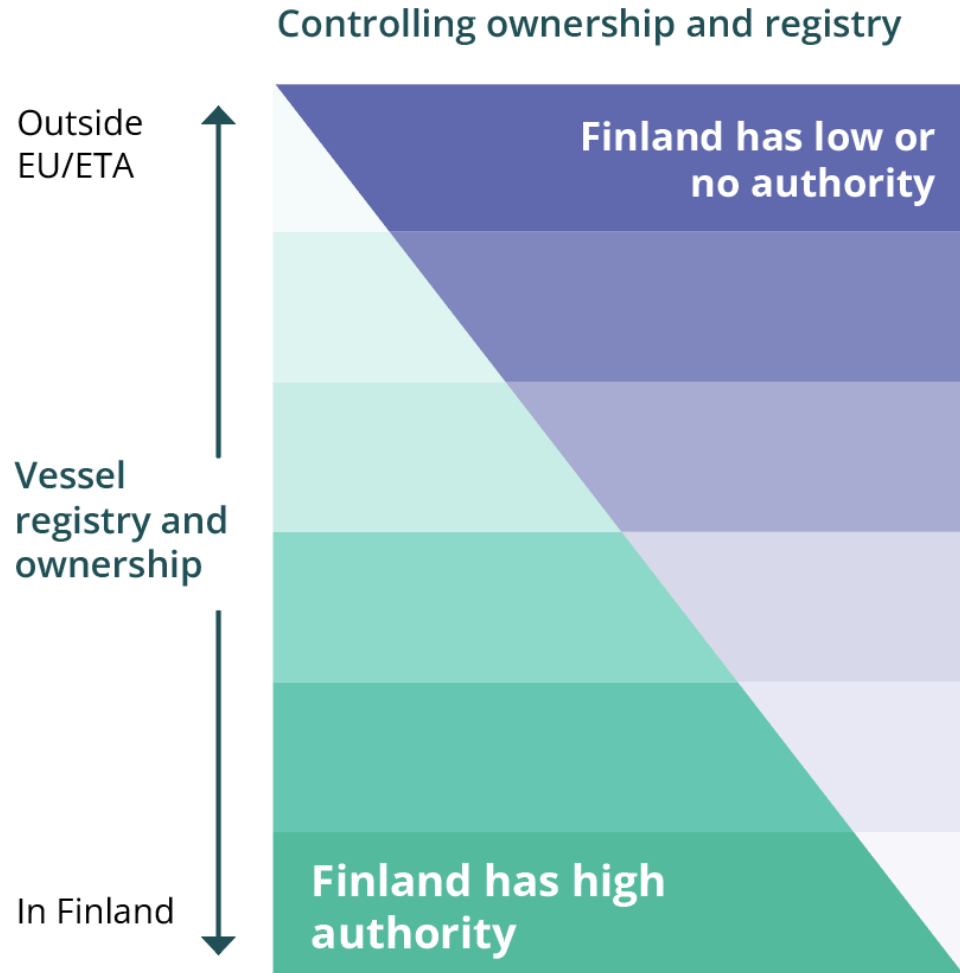 Controlling ownership and registry
Outside
EU/ETA
Finland has low or
no authority
Vessel
registry and
ownership
In Finland
Finland has high
authority